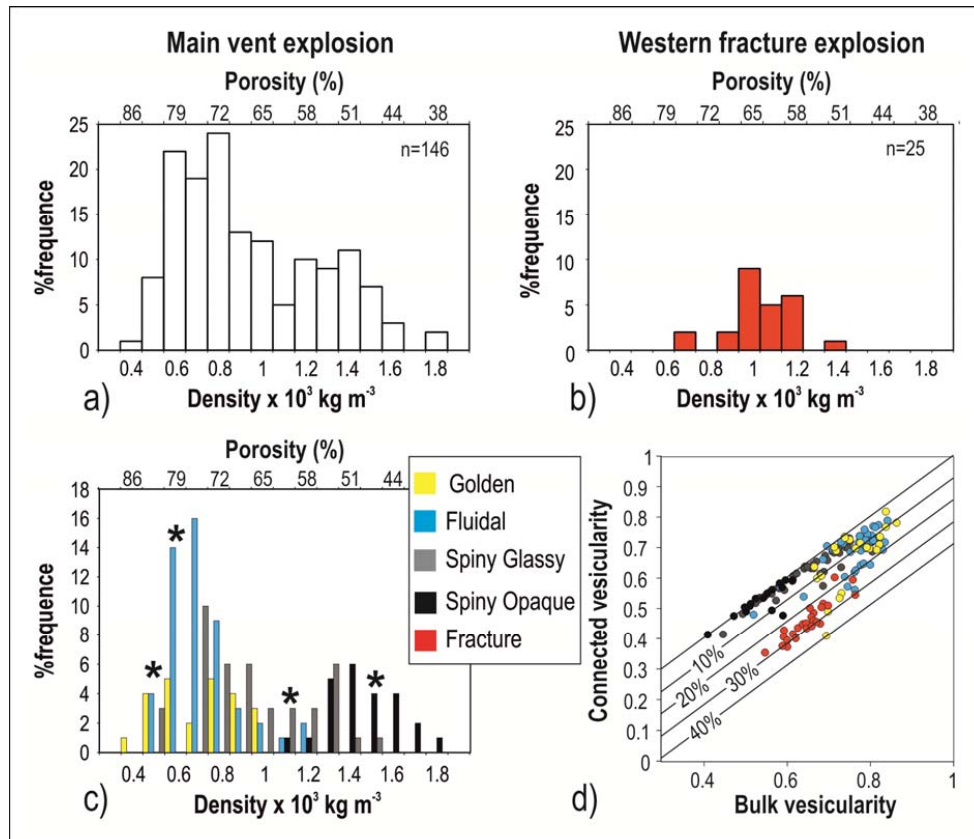 Main vent explosion
Porosity (%)
86 79 72 65 58 51 44 38
25
20
15
10
5
0
%frequence
n=146
0.4 0.6 0.8 1 1.2 1.4 1.6 1.8
Density x 10³ kg m⁻³
a)
Western fracture explosion
Porosity (%)
86 79 72 65 58 51 44 38
25
20
15
10
5
0
%frequence
n=25
0.4 0.6 0.8 1 1.2 1.4 1.6 1.8
Density x 10³ kg m⁻³
b)
Porosity (%)
86 79 72 65 58 51 44
18
16
14
12
10
8
6
4
2
0
%frequence
* * * *
0.4 0.6 0.8 1 1.2 1.4 1.6 1.8
Density x 10³ kg m⁻³
c)
Golden
Fluidal
Spiny Glassy
Spiny Opaque
Fracture
1
0.9
0.8
0.7
0.6
0.5
0.4
0.3
0.2
0.1
0
Connected vesicularity
10%
20%
30%
40%
0.4 0.6 0.8 1
Bulk vesicularity
d)